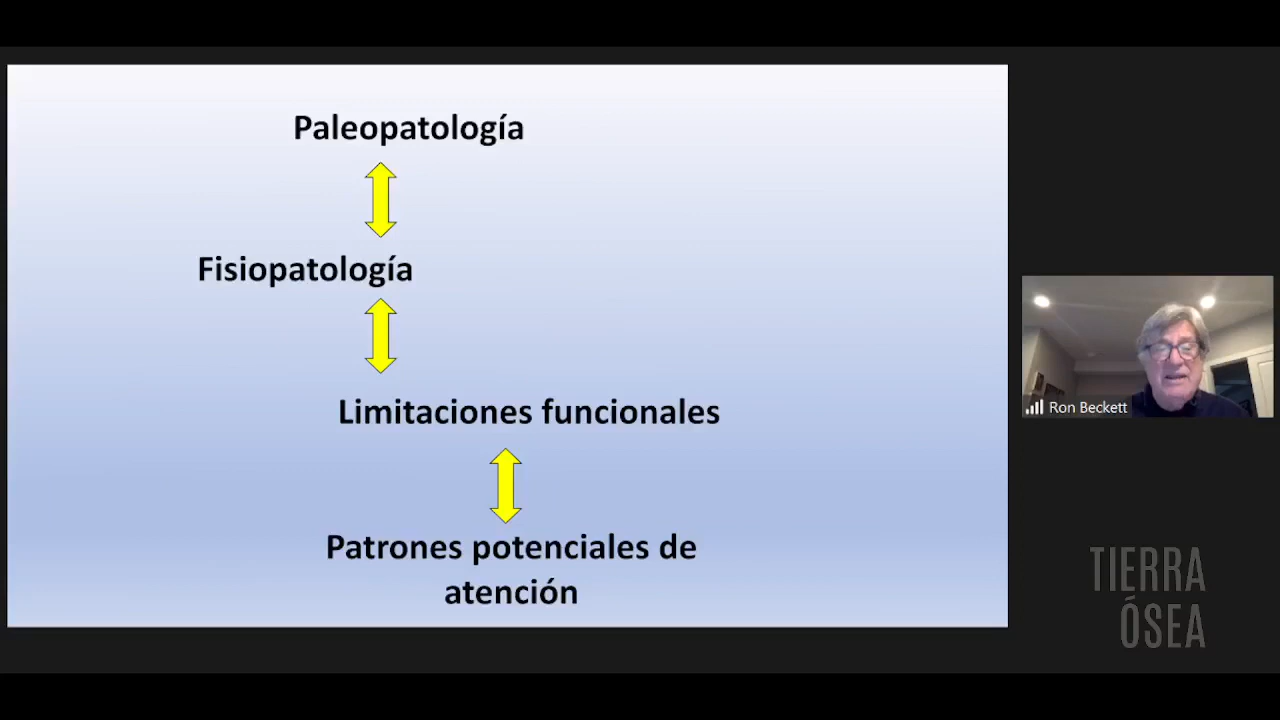 Paleopatología
Fisiopatología
Limitaciones funcionales
Patrones potenciales de
atención
Ron Beckett
TIERRA
ÓSEA